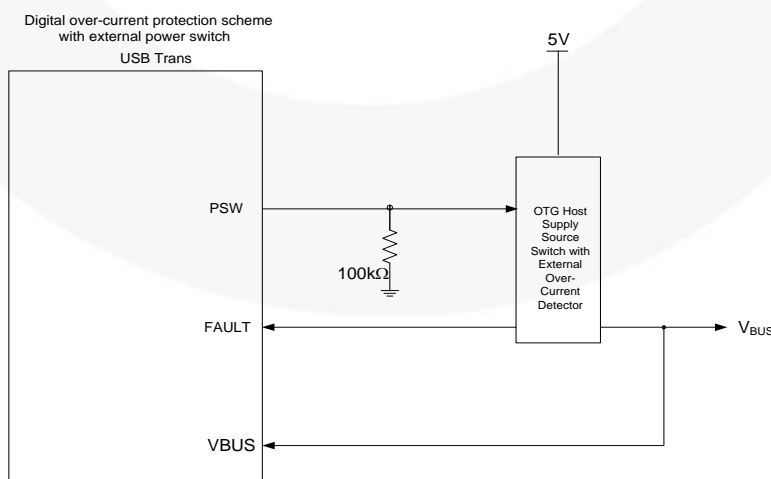 Digital over-current protection scheme
with external power switch
USB Trans
5V
PSW
OTG Host
Supply
Source
Switch with
External
Over-
Current
Detector
100kΩ
FAULT
VBUS
VBUS